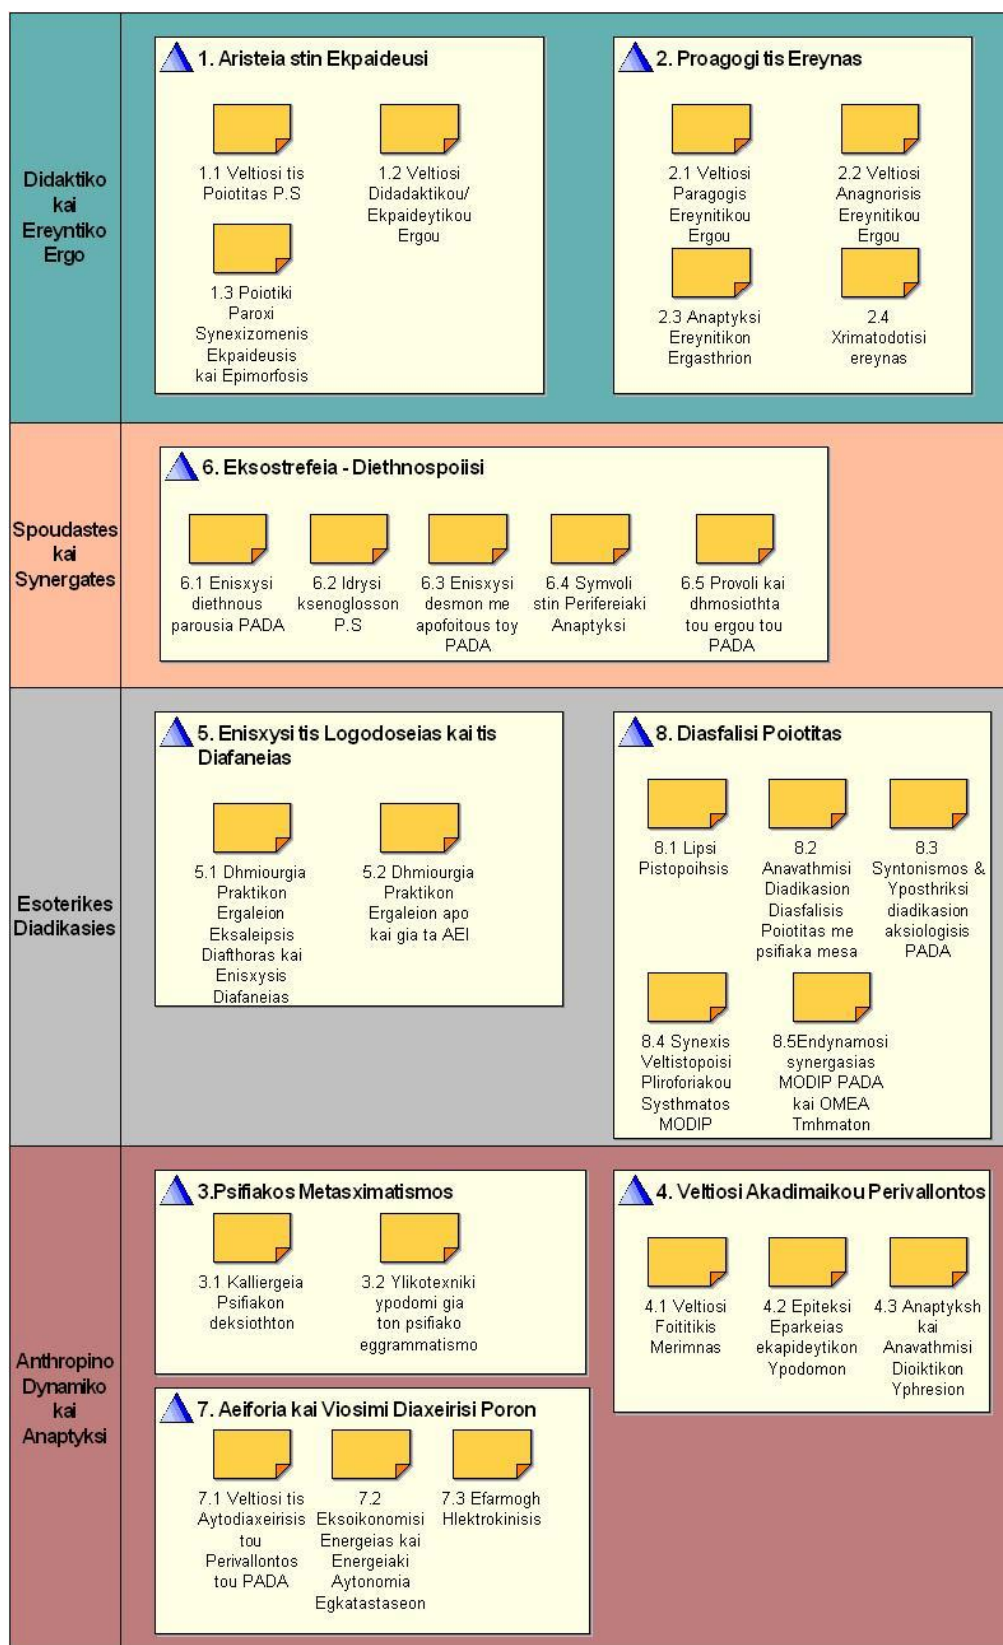 Didaktiko
kai
Ereyntiko
Ergo
1. Aristeia stin Ekpaideusi
1.1 Veltiosi tis
Poiotitas P.S
1.2 Veltiosi
Didadaktikou/
Ekpaideytikou
Ergou
1.3 Poiotiki
Paroxi
Synexizomenis
Ekpaideusis
kai Epimorfosis
2. Proagogi tis Ereynas
2.1 Veltiosi
Paragogis
Ereynitikou
Ergou
2.2 Veltiosi
Anagnorisis
Ereynitikou
Ergou
2.3 Anaptyksi
Ereynitikon
Ergasthrion
2.4
Xrimatodotisi
ereynas
Spoudastes
kai
Synergates
6. Eksostrefeia - Diethnospoiisi
6.1 Enisxysi
diethnous
parousia PADA
6.2 Idrysi
ksenoglosson
P.S
6.3 Enisxysi
desmon me
apofoitous toy
PADA
6.4 Symvoli
stin Perifereiaki
Anaptyksi
6.5 Provoli kai
dhmosiothta
tou ergou tou
PADA
Esoterikes
Diadikasies
5. Enisxysi tis Logodoseias kai tis
Diafaneias
5.1 Dhmiourgia
Praktikon
Ergaleion
Eksaleipsis
Diafthoras kai
Enisxysis
Diafaneias
5.2 Dhmiourgia
Praktikon
Ergaleion apo
kai gia ta AEI
8. Diasfalisi Poiotitas
8.1 Lipsi
Pistopoihsis
8.2
Anavathmisi
Diadikasion
Diasfalisis
Poiotitas me
psifiaka mesa
8.3
Syntonismos &
Yposthriksi
diadikasion
aksiologisis
PADA
8.4 Synexis
Veltistopoisi
Pliroforiakou
Systhmatos
MODIP
8.5Endynamosi
synergasias
MODIP PADA
kai OMEA
Tmhmaton
Anthropino
Dynamiko
kai
Anaptyksi
3.Psifiakos Metasximatismos
3.1 Kalliergeia
Psifiakon
deksiothton
3.2 Ylikotexniki
ypodomi gia
ton psifiako
eggrammatismo
4. Veltiosi Akadimaikou Perivallontos
4.1 Veltiosi
Foititikis
Merimnas
4.2 Epiteksi
Eparkeias
ekapideytikon
Ypodomon
4.3 Anaptyksh
kai
Anavathmisi
Dioiktikon
Yphresion
7. Aeiforia kai Viosimi Diaxeirisi Poron
7.1 Veltiosi tis
Aytodiaxeirisis
tou
Perivallontos
tou PADA
7.2
Eksoikonomisi
Energeias kai
Energeiaki
Aytonomia
Egkatastaseon
7.3 Efarmogh
Hlektrokinisis